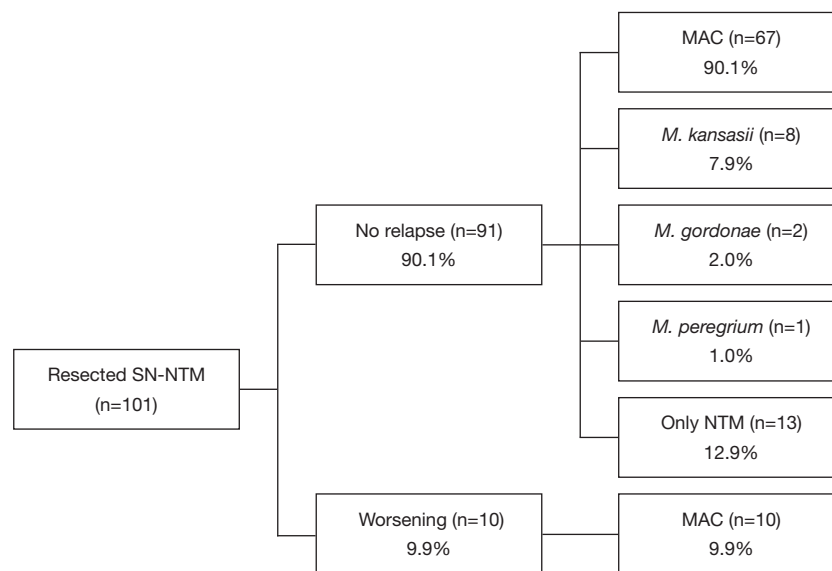 Resected SN-NTM
(n=101)
No relapse (n=91)
90.1%
Worsening (n=10)
9.9%
MAC (n=67)
90.1%
M. kansasii (n=8)
7.9%
M. gordonae (n=2)
2.0%
M. peregrium (n=1)
1.0%
Only NTM (n=13)
12.9%
MAC (n=10)
9.9%